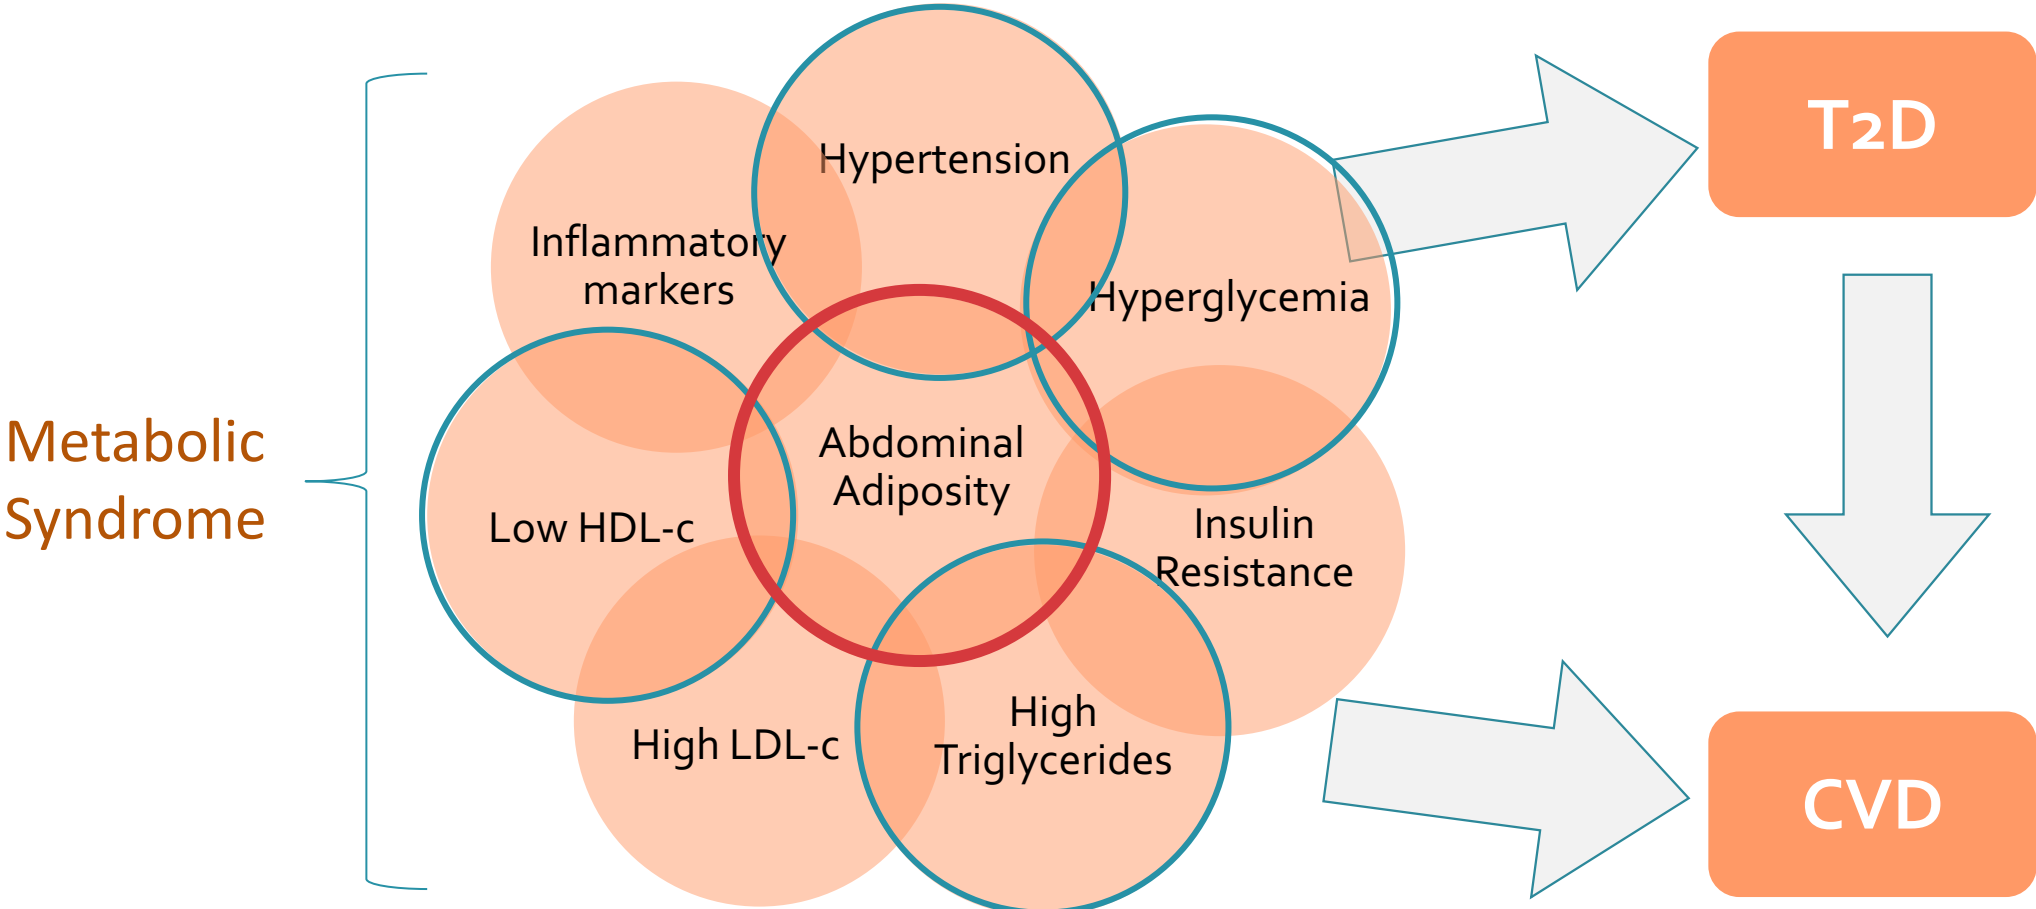 Metabolic
Syndrome
Hypertension
Inflammatory
markers
Hyperglycemia
Abdominal
Adiposity
Low HDL-c
Insulin
Resistance
High LDL-c
High
Triglycerides
T2D
CVD